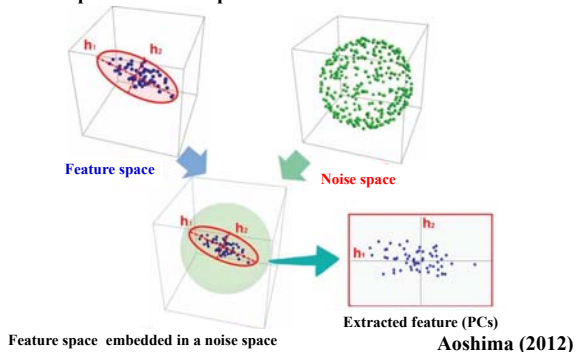 h₁
h₂
Feature space
Noise space
h₁
h₂
h₂
h₁
Feature space embedded in a noise space
Extracted feature (PCs)
Aoshima (2012)